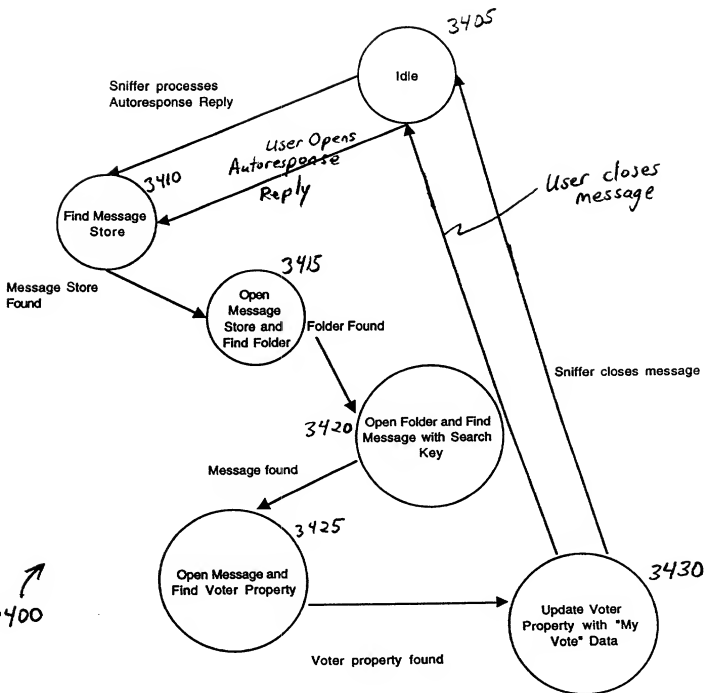 3405
Idle
Sniffer processes
Autoresponse Reply
User Opens
Autoresponse
Reply
3410
Find Message
Store
User closes
message
Message Store
Found
3415
Open
Message
Store and
Find Folder
Folder Found
Sniffer closes message
3420
Open Folder and Find
Message with Search
Key
Message found
3425
Open Message and
Find Voter Property
Voter property found
3430
Update Voter
Property with "My
Vote" Data
400